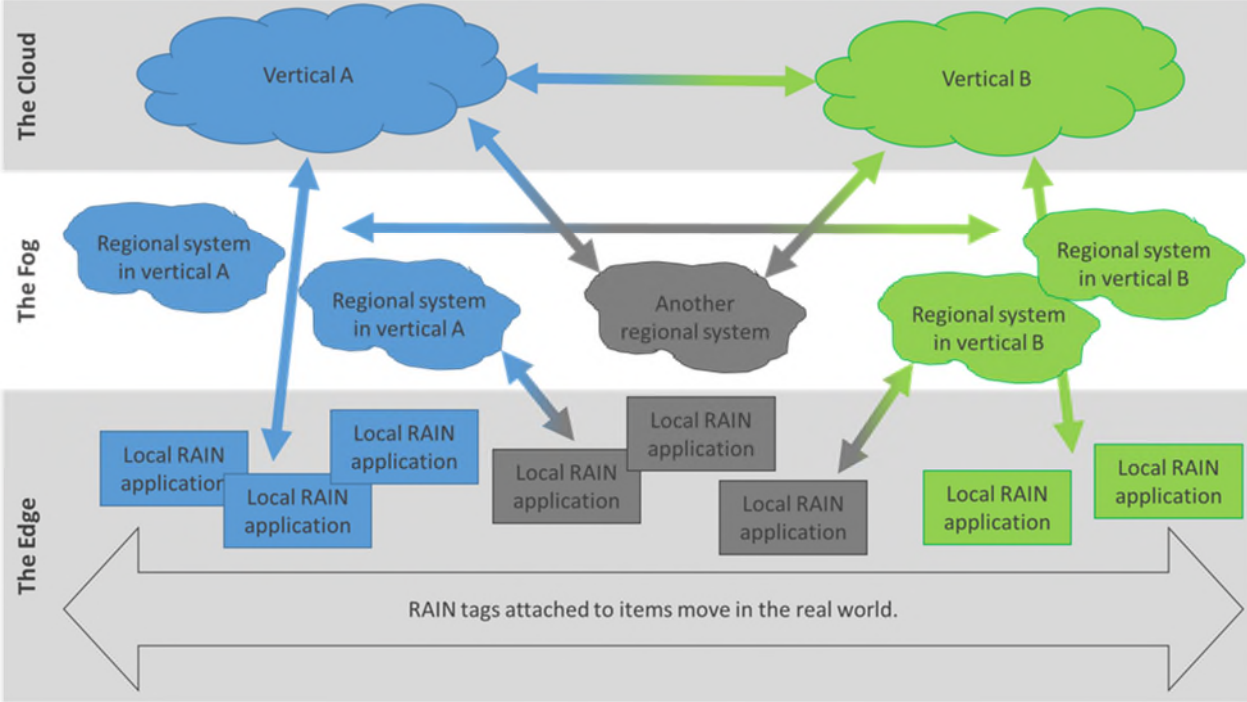 The Cloud
Vertical A
Vertical B
The Fog
Regional system
in vertical A
Regional system
in vertical A
Another
regional system
Regional system
in vertical B
Regional system
in vertical B
The Edge
Local RAIN
application
Local RAIN
application
Local RAIN
application
Local RAIN
application
Local RAIN
application
Local RAIN
application
Local RAIN
application
Local RAIN
application
RAIN tags attached to items move in the real world.